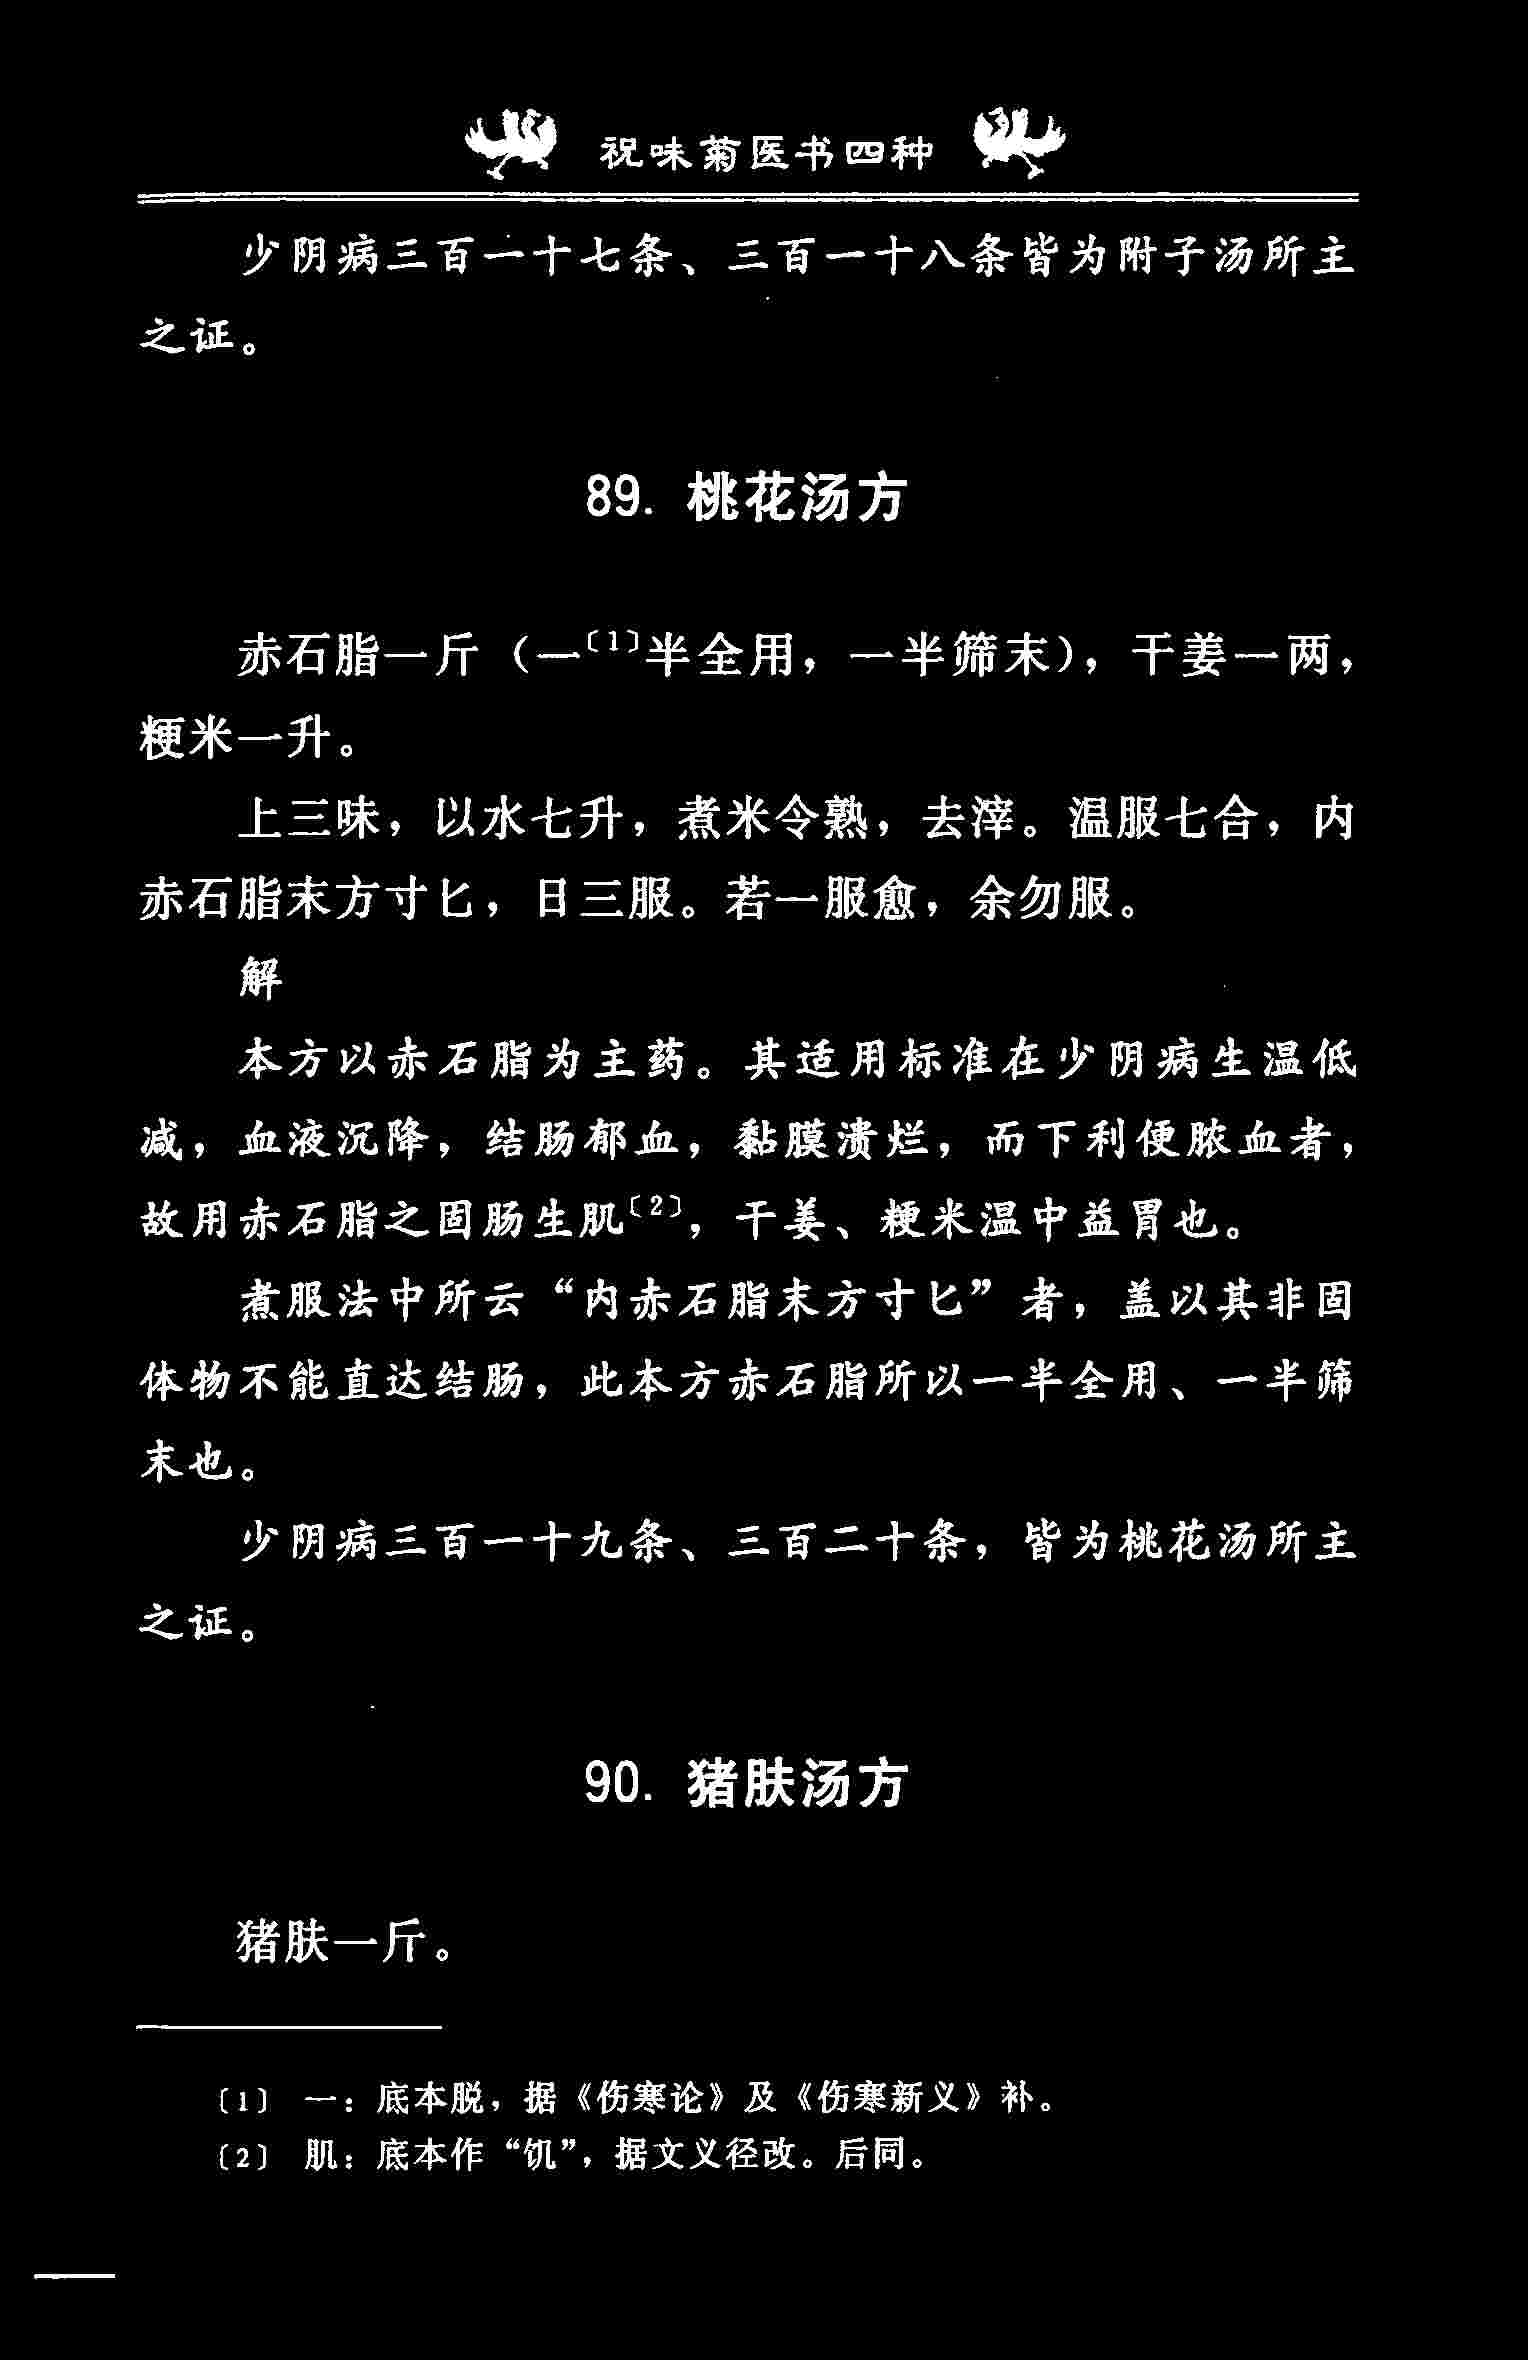 祝味菊医书四种
少阴病三百一十七条、三百一十八条皆为附子汤所主
之证。
89. 桃花汤方
赤石脂一斤（一〔1〕半全用，一半筛末），干姜一两，
粳米一升。
上三味，以水七升，煮米令熟，去滓。温服七合，内
赤石脂末方寸匕，日三服。若一服愈，余勿服。
解
本方以赤石脂为主药。其适用标准在少阴病生温低
减，血液沉降，结肠郁血，黏膜溃烂，而下利便脓血者，
故用赤石脂之固肠生肌〔2〕，干姜、粳米温中益胃也。
煮服法中所云“内赤石脂末方寸匕”者，盖以其非固
体物不能直达结肠，此本方赤石脂所以一半全用、一半筛
末也。
少阴病三百一十九条、三百二十条，皆为桃花汤所主
之证。
90. 猪肤汤方
猪肤一斤。
〔1〕 一：底本脱，据《伤寒论》及《伤寒新义》补。
〔2〕 肌：底本作“饥”，据文义径改。后同。